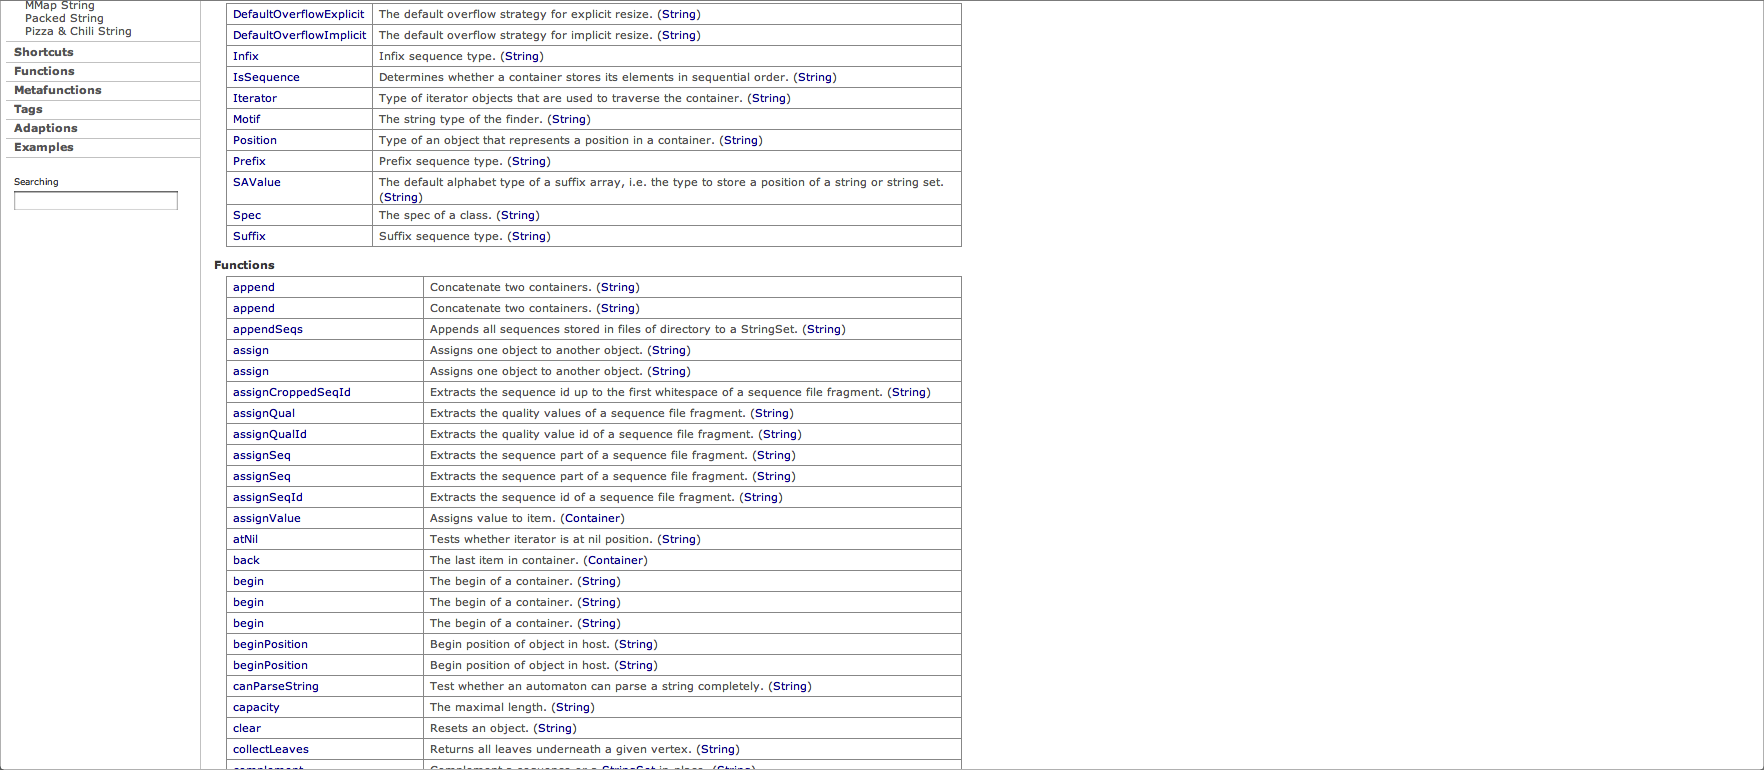 MMap String
Packed String
Pizza & Chili String
Shortcuts
Functions
Metafunctions
Tags
Adaptions
Examples
Searching
DefaultOverflowExplicit The default overflow strategy for explicit resize. (String)
DefaultOverflowImplicit The default overflow strategy for implicit resize. (String)
Infix Infix sequence type. (String)
IsSequence Determines whether a container stores its elements in sequential order. (String)
Iterator Type of iterator objects that are used to traverse the container. (String)
Motif The string type of the finder. (String)
Position Type of an object that represents a position in a container. (String)
Prefix Prefix sequence type. (String)
SAValue The default alphabet type of a suffix array, i.e. the type to store a position of a string or string set.
(String)
Spec The spec of a class. (String)
Suffix Suffix sequence type. (String)
Functions
append Concatenate two containers. (String)
append Concatenate two containers. (String)
appendSeqs Appends all sequences stored in files of directory to a StringSet. (String)
assign Assigns one object to another object. (String)
assign Assigns one object to another object. (String)
assignCroppedSeqId Extracts the sequence id up to the first whitespace of a sequence file fragment. (String)
assignQual Extracts the quality values of a sequence file fragment. (String)
assignQualId Extracts the quality value id of a sequence file fragment. (String)
assignSeq Extracts the sequence part of a sequence file fragment. (String)
assignSeq Extracts the sequence part of a sequence file fragment. (String)
assignSeqId Extracts the sequence id of a sequence file fragment. (String)
assignValue Assigns value to item. (Container)
atNil Tests whether iterator is at nil position. (String)
back The last item in container. (Container)
begin The begin of a container. (String)
begin The begin of a container. (String)
begin The begin of a container. (String)
beginPosition Begin position of object in host. (String)
beginPosition Begin position of object in host. (String)
canParseString Test whether an automaton can parse a string completely. (String)
capacity The maximal length. (String)
clear Resets an object. (String)
collectLeaves Returns all leaves underneath a given vertex. (String)
complement Complement a sequence or a StringSet in place. (String)